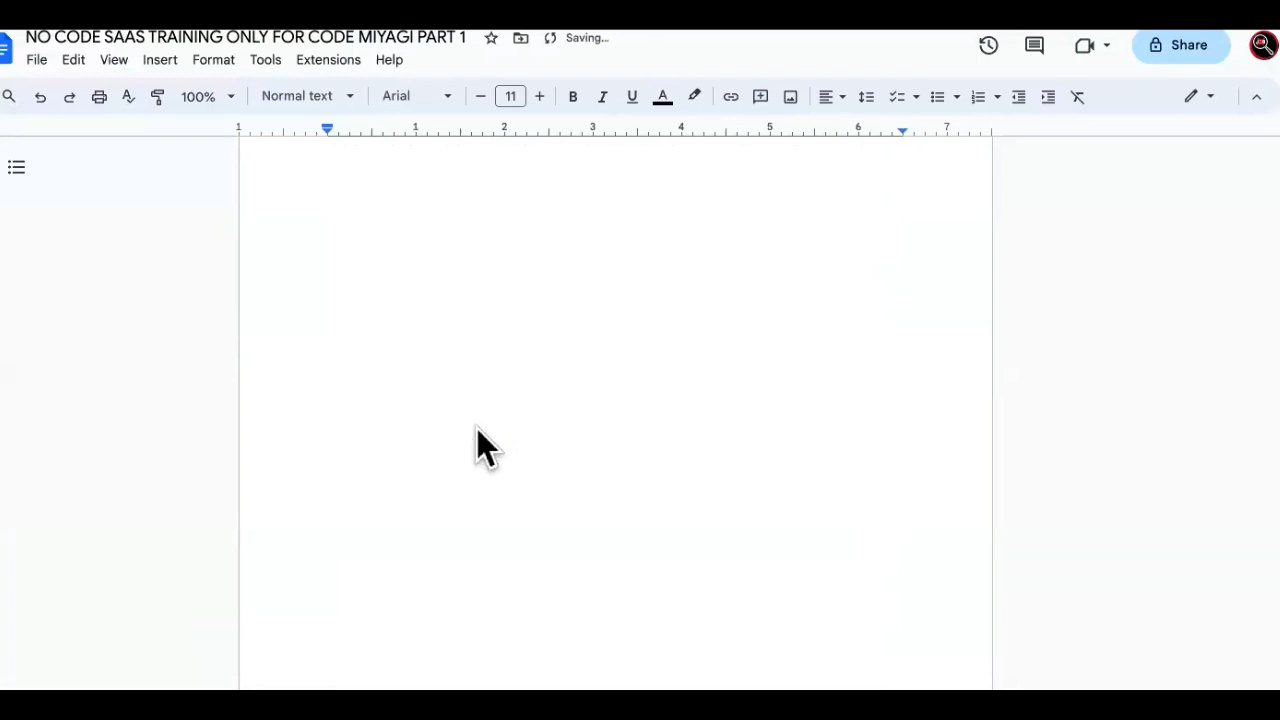 NO CODE SAAS TRAINING ONLY FOR CODE MIYAGI PART 1 Saving...
Share
File Edit View Insert Format Tools Extensions Help
100% Normal text Arial 11 B I U A
1 1 2 3 4 5 6 7